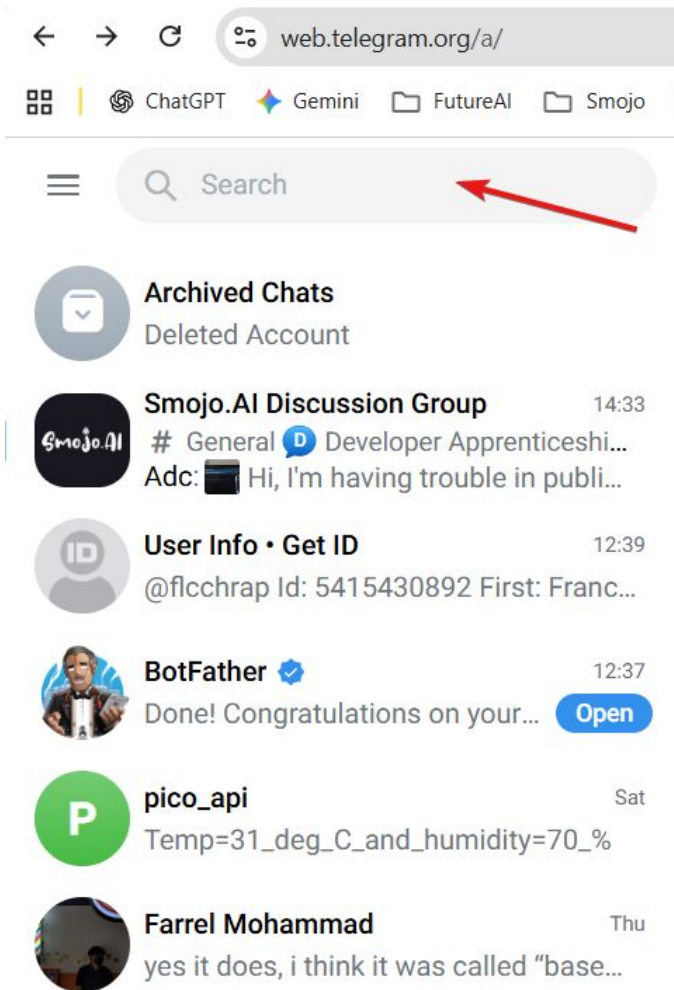 web.telegram.org/a/
ChatGPT Gemini FutureAI Smojo
Search
Archived Chats
Deleted Account
Smojo.AI
Smojo.AI Discussion Group 14:33
# General D Developer Apprenticeshi...
Adc: Hi, I'm having trouble in publi...
ID
User Info • Get ID 12:39
@flcchrap Id: 5415430892 First: Franc...
BotFather 12:37
Done! Congratulations on your... Open
P
pico_api Sat
Temp=31_deg_C_and_humidity=70_%
Farrel Mohammad Thu
yes it does, i think it was called “base...